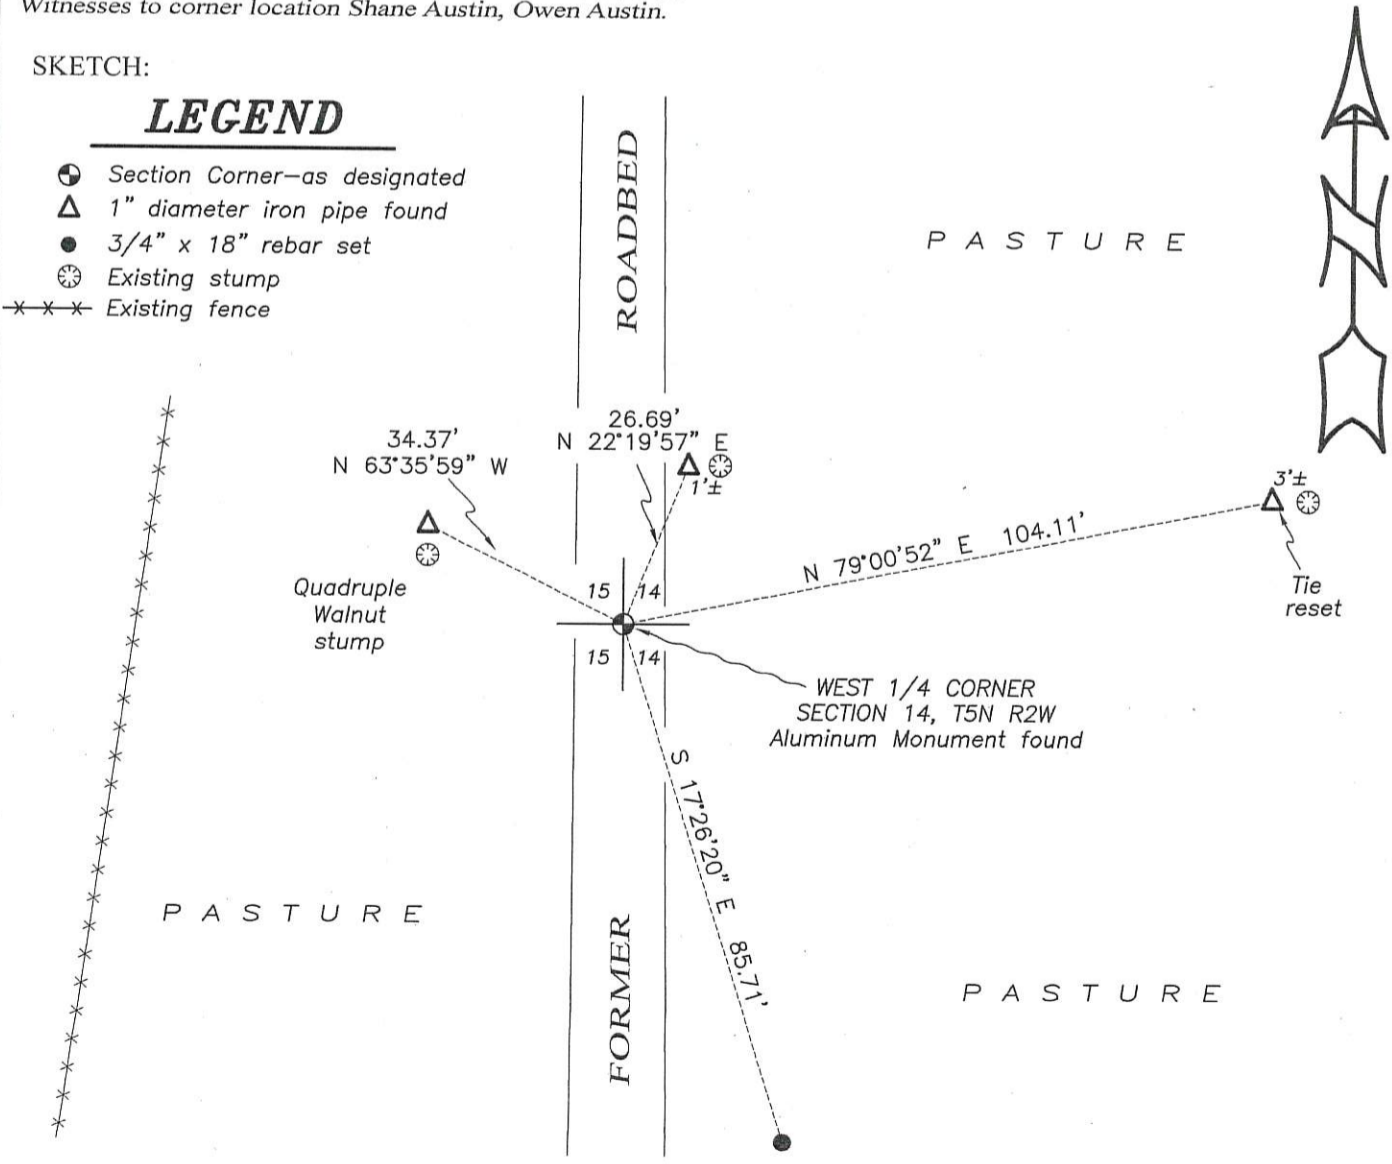 Witnesses to corner location Shane Austin, Owen Austin.
SKETCH:
LEGEND
Section Corner–as designated
1" diameter iron pipe found
3/4" x 18" rebar set
Existing stump
Existing fence
ROADBED
PASTURE
N
34.37'
N 63°35'59" W
26.69'
N 22°19'57" E
1'±
3'±
Tie
reset
N 79°00'52" E 104.11'
Quadruple
Walnut
stump
15 14
15 14
WEST 1/4 CORNER
SECTION 14, T5N R2W
Aluminum Monument found
S 17°26'20" E 85.71'
PASTURE
FORMER
PASTURE